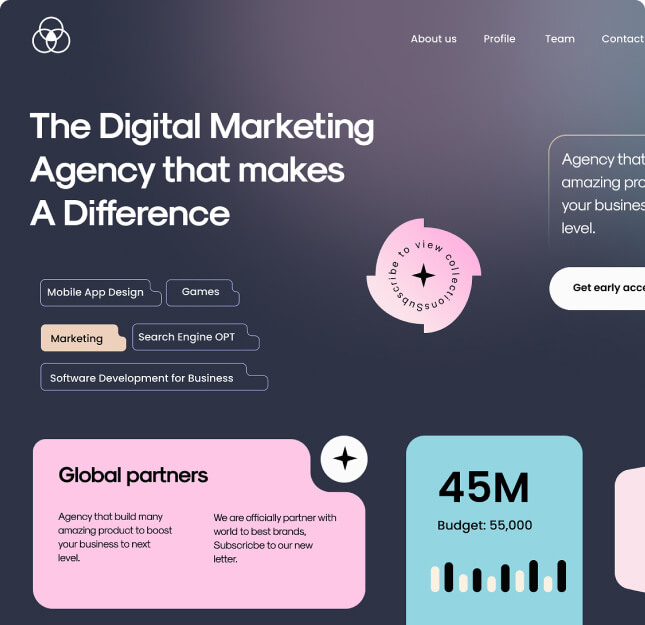 About us Profile Team Contact
The Digital Marketing
Agency that makes
A Difference
Agency that
amazing pro
your busines
level.
Get early acce
Subscribe to view collections
Mobile App Design Games
Marketing Search Engine OPT
Software Development for Business
Global partners
Agency that build many
amazing product to boost
your business to next
level.
We are officially partner with
world to best brands,
Subscricbe to our new
letter.
45M
Budget: 55,000